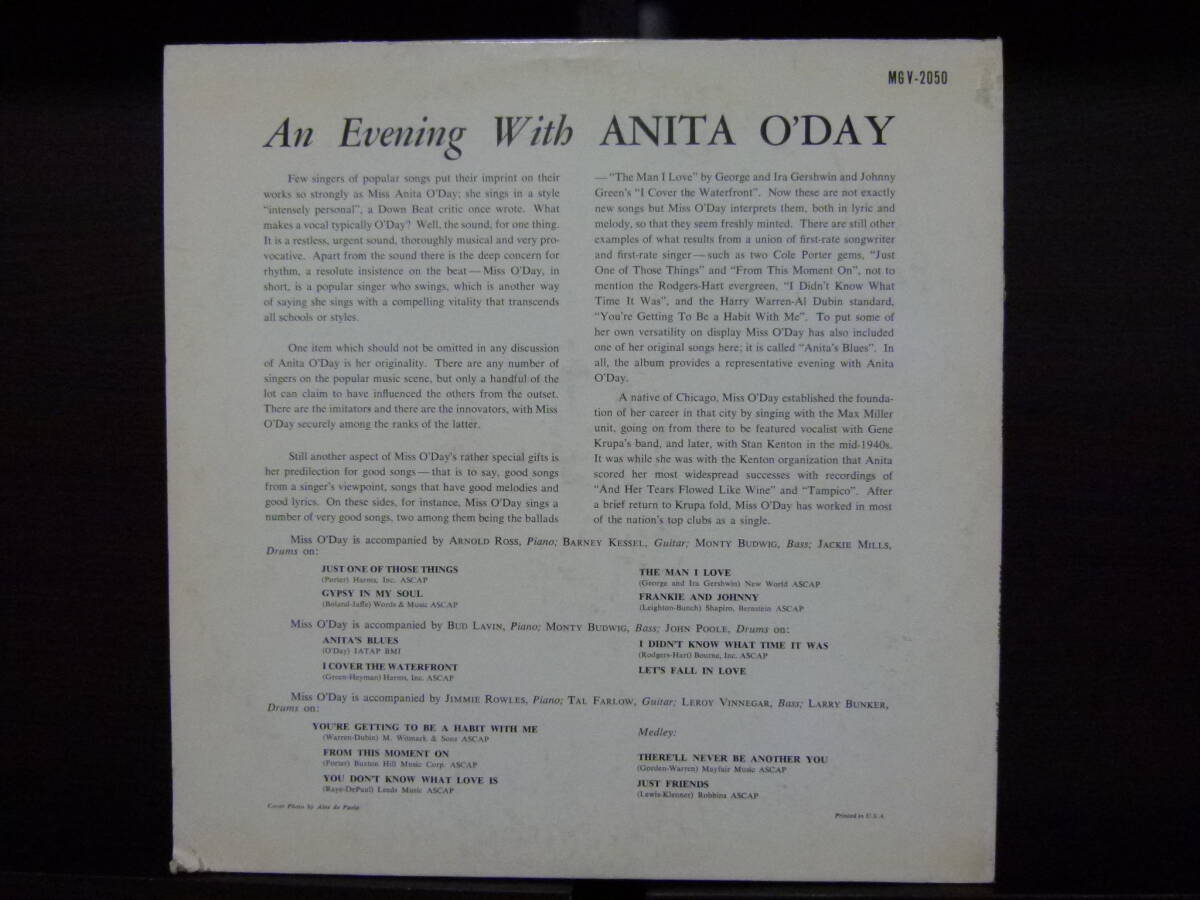 MGV-2050
An Evening With ANITA O'DAY
Few singers of popular songs put their imprint on their
works so strongly as Miss Anita O'Day; she sings in a style
"intensely personal", a Down Beat critic once wrote. What
makes a vocal typically O'Day? Well, the sound, for one thing.
It is a restless, urgent sound, thoroughly musical and very pro-
vocative. Apart from the sound there is the deep concern for
rhythm, a resolute insistence on the beat — Miss O'Day, in
short, is a popular singer who swings, which is another way
of saying she sings with a compelling vitality that transcends
all schools or styles.
One item which should not be omitted in any discussion
of Anita O'Day is her originality. There are any number of
singers on the popular music scene, but only a handful of the
lot can claim to have influenced the others from the outset.
There are the imitators and there are the innovators, with Miss
O'Day securely among the ranks of the latter.
Still another aspect of Miss O'Day's rather special gifts is
her predilection for good songs — that is to say, good songs
from a singer's viewpoint, songs that have good melodies and
good lyrics. On these sides, for instance, Miss O'Day sings a
number of very good songs, two among them being the ballads
— "The Man I Love" by George and Ira Gershwin and Johnny
Green's "I Cover the Waterfront". Now these are not exactly
new songs but Miss O'Day interprets them, both in lyric and
melody, so that they seem freshly minted. There are still other
examples of what results from a union of first-rate songwriter
and first-rate singer — such as two Cole Porter gems, "Just
One of Those Things" and "From This Moment On", not to
mention the Rodgers-Hart evergreen, "I Didn't Know What
Time It Was", and the Harry Warren-Al Dubin standard,
"You're Getting To Be a Habit With Me". To put some of
her own versatility on display Miss O'Day has also included
one of her original songs here; it is called "Anita's Blues". In
all, the album provides a representative evening with Anita
O'Day.
A native of Chicago, Miss O'Day established the founda-
tion of her career in that city by singing with the Max Miller
unit, going on from there to be featured vocalist with Gene
Krupa's band, and later, with Stan Kenton in the mid-1940s.
It was while she was with the Kenton organization that Anita
scored her most widespread successes with recordings of
"And Her Tears Flowed Like Wine" and "Tampico". After
a brief return to Krupa fold, Miss O'Day has worked in most
of the nation's top clubs as a single.
Miss O'Day is accompanied by ARNOLD ROSS, Piano; BARNEY KESSEL, Guitar; MONTY BUDWIG, Bass; JACKIE MILLS,
Drums on:
JUST ONE OF THOSE THINGS
(Porter) Harms, Inc. ASCAP
GYPSY IN MY SOUL
(Boland-Jaffe) Words & Music ASCAP
THE MAN I LOVE
(George and Ira Gershwin) New World ASCAP
FRANKIE AND JOHNNY
(Leighton-Bunch) Shapiro, Bernstein ASCAP
Miss O'Day is accompanied by BUD LAVIN, Piano; MONTY BUDWIG, Bass; JOHN POOLE, Drums on:
ANITA'S BLUES
(O'Day) IATAP BMI
I COVER THE WATERFRONT
(Green-Heyman) Harms, Inc. ASCAP
I DIDN'T KNOW WHAT TIME IT WAS
(Rodgers-Hart) Bourne, Inc. ASCAP
LET'S FALL IN LOVE
Miss O'Day is accompanied by JIMMIE ROWLES, Piano; TAL FARLOW, Guitar; LEROY VINNEGAR, Bass; LARRY BUNKER,
Drums on:
YOU'RE GETTING TO BE A HABIT WITH ME
(Warren-Dubin) M. Witmark & Sons ASCAP
FROM THIS MOMENT ON
(Porter) Buxton Hill Music Corp. ASCAP
YOU DON'T KNOW WHAT LOVE IS
(Raye-DePaul) Leeds Music ASCAP
Medley:
THERE'LL NEVER BE ANOTHER YOU
(Gorden-Warren) Mayfair Music ASCAP
JUST FRIENDS
(Lewis-Klenner) Robbins ASCAP
Cover Photo by Alex de Paola
Printed in U.S.A.